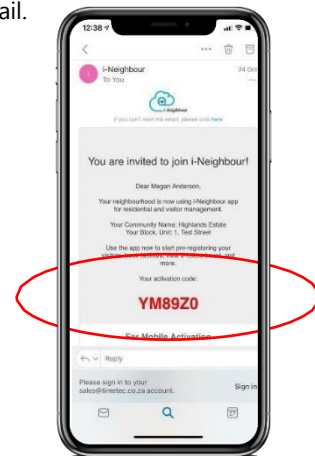 ail.
12:38
i-Neighbour
24 Oct
To You
i-Neighbour
If you can't read this email, please click here
You are invited to join i-Neighbour!
Dear Megan Anderson,
Your neighbourhood is now using i-Neighbour app
for residential and visitor management.
Your Community Name: Highlands Estate
Your Block, Unit: 1, Test Street
Use the app now to start pre-registering your
more.
Your activation code:
YM89Z0
For Mobile Activation
Reply
Please sign in to your
sales@timetec.co.za account.
Sign in